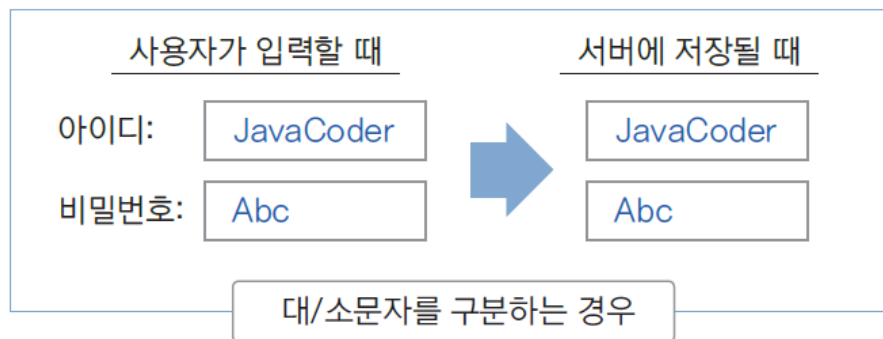 사용자가 입력할 때 서버에 저장될 때
아이디: JavaCoder JavaCoder
비밀번호: Abc Abc
대/소문자를 구분하는 경우